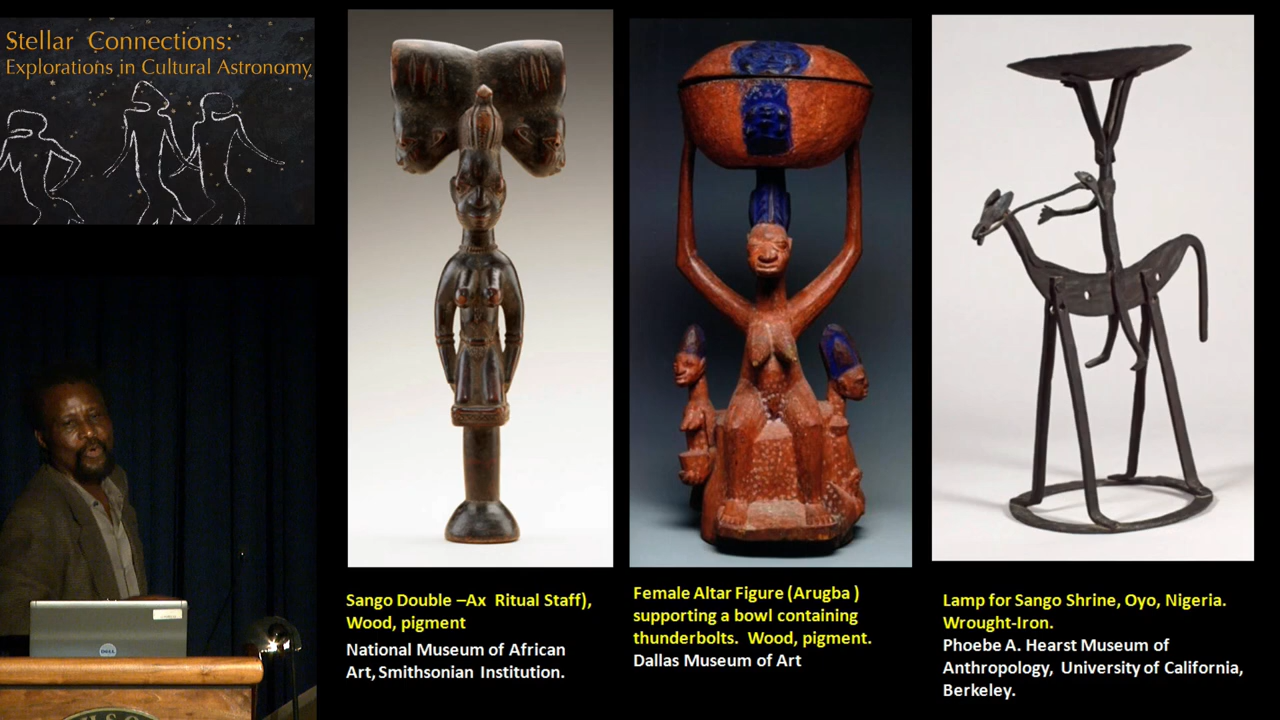 Stellar Connections:
Explorations in Cultural Astronomy
Sango Double –Ax Ritual Staff),
Wood, pigment
National Museum of African
Art, Smithsonian Institution.
Female Altar Figure (Arugba )
supporting a bowl containing
thunderbolts. Wood, pigment.
Dallas Museum of Art
Lamp for Sango Shrine, Oyo, Nigeria.
Wrought-Iron.
Phoebe A. Hearst Museum of
Anthropology, University of California,
Berkeley.
DELL